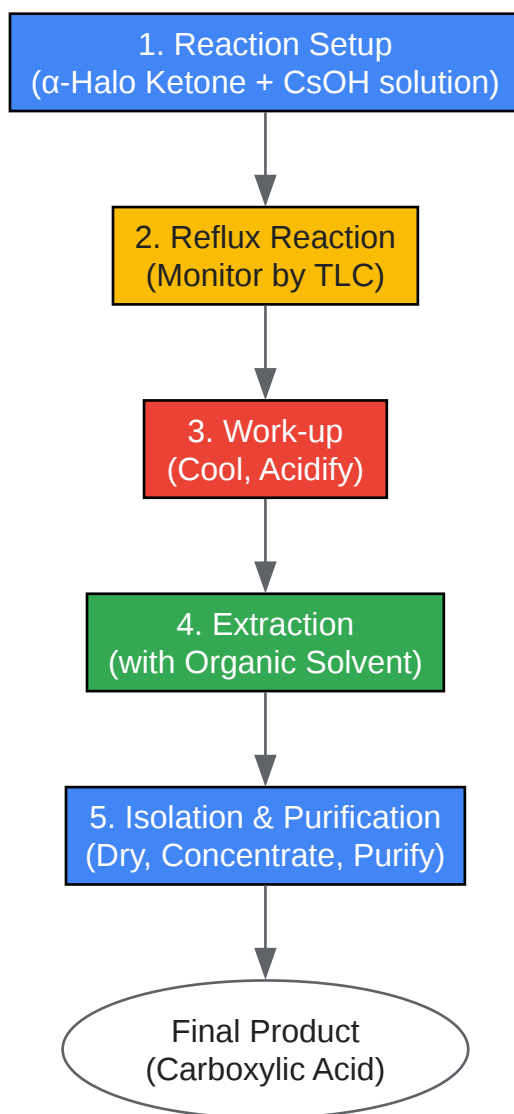 1. Reaction Setup
(α-Halo Ketone + CsOH solution)
2. Reflux Reaction
(Monitor by TLC)
3. Work-up
(Cool, Acidify)
4. Extraction
(with Organic Solvent)
5. Isolation & Purification
(Dry, Concentrate, Purify)
Final Product
(Carboxylic Acid)